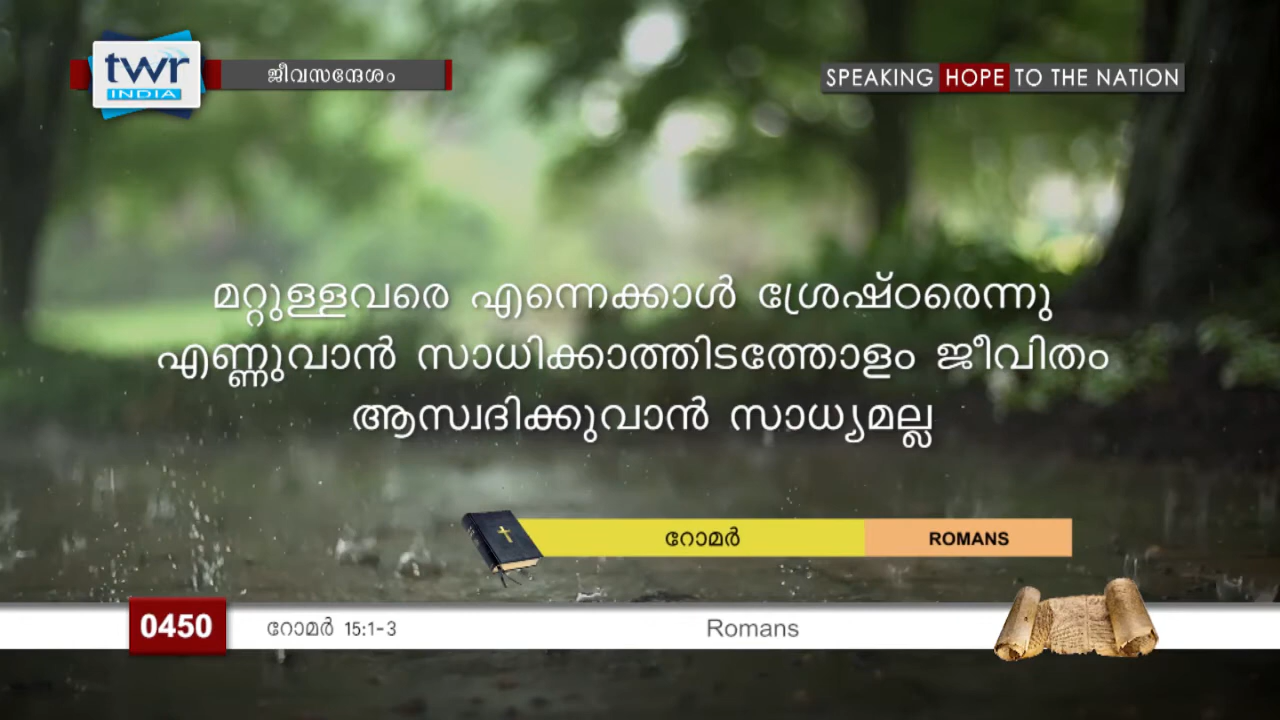 twr
INDIA
ജീവസന്ദേശം
SPEAKING HOPE TO THE NATION
മറ്റുള്ളവരെ എന്നെക്കാൾ ശ്രേഷ്ഠരെന്നു
എണ്ണുവാൻ സാധിക്കാത്തിടത്തോളം ജീവിതം
ആസ്വദിക്കുവാൻ സാധ്യമല്ല
റോമർ ROMANS
0450 റോമർ 15:1-3 Romans